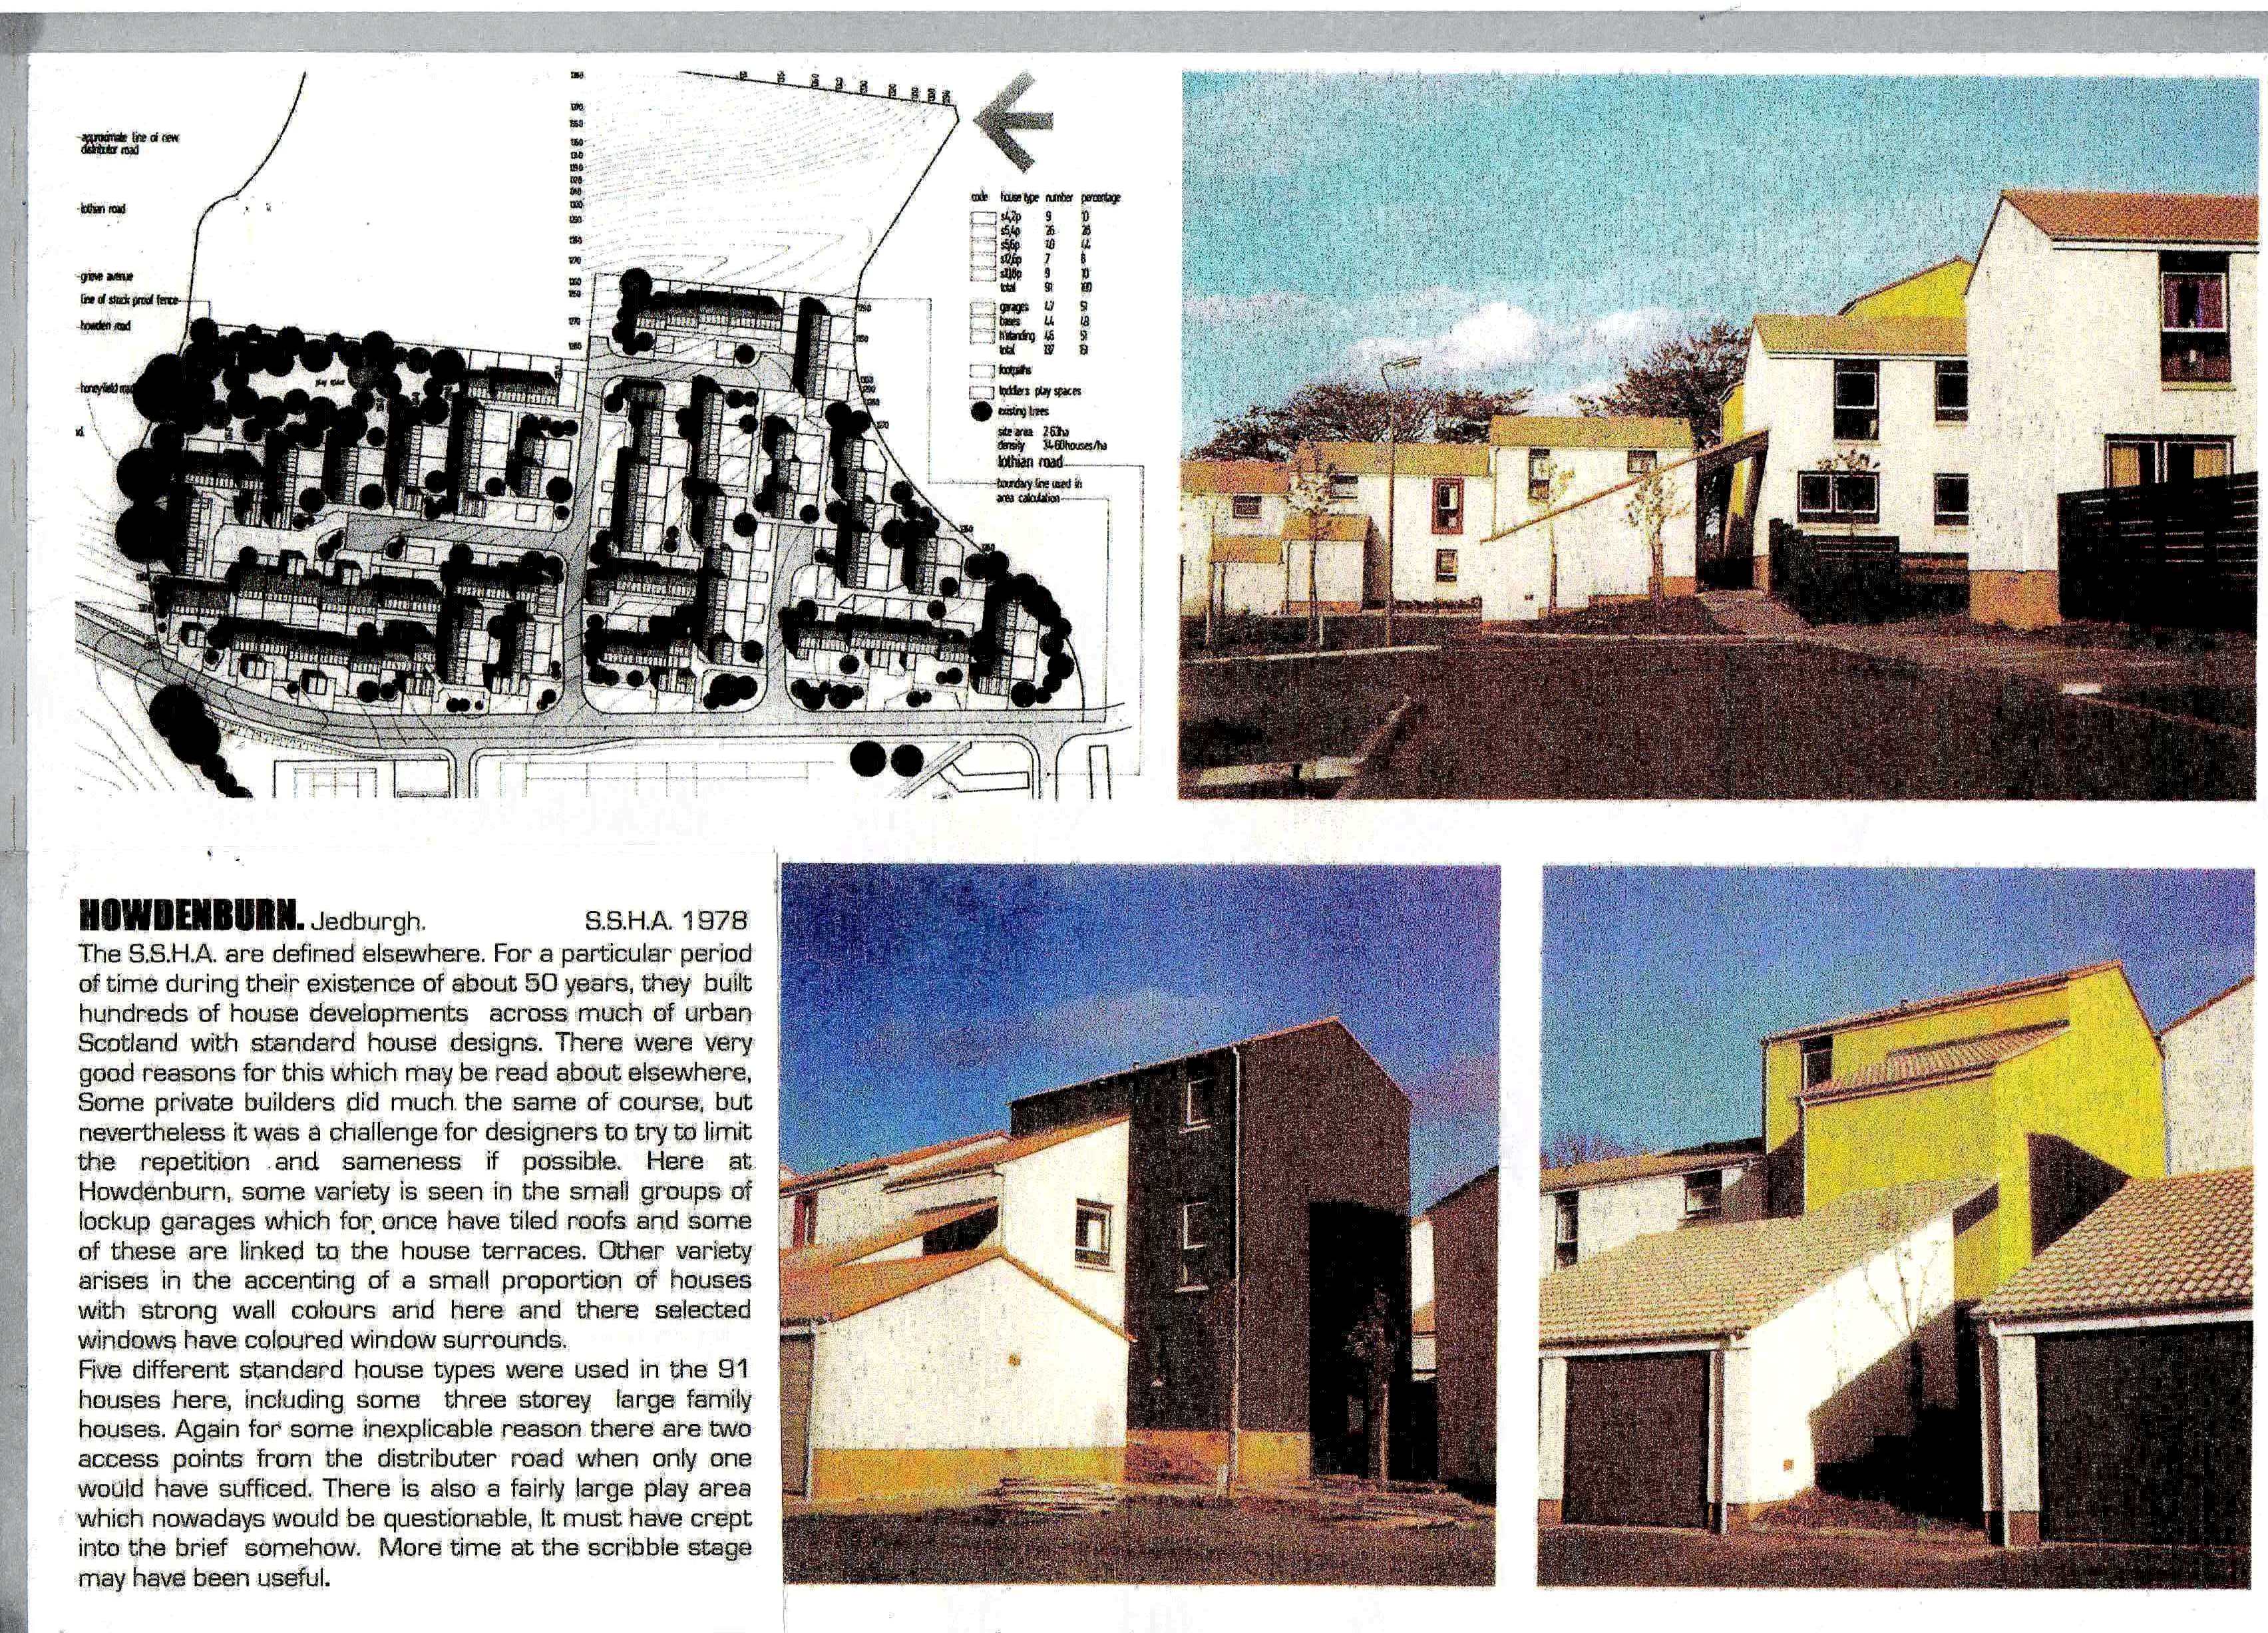 approximate line of new
distributor road
lothian road
grove avenue
line of stock proof fence
howden road
honeyfield road
play space
code house type number percentage
s4,2p 9 10
s5,4p 26
s5,6p 44
s12,6p 7 8
s10,8p 9 10
total 91 100
garages 47 51
bases 44 48
h'standing 46 51
total 137 151
footpaths
toddlers play spaces
existing trees
site area 2·63ha
density 34·60houses/ha
lothian road
boundary line used in
area calculation
HOWDENBURN. Jedburgh. S.S.H.A. 1978
The S.S.H.A. are defined elsewhere. For a particular period
of time during their existence of about 50 years, they built
hundreds of house developments across much of urban
Scotland with standard house designs. There were very
good reasons for this which may be read about elsewhere,
Some private builders did much the same of course, but
nevertheless it was a challenge for designers to try to limit
the repetition and sameness if possible. Here at
Howdenburn, some variety is seen in the small groups of
lockup garages which for once have tiled roofs and some
of these are linked to the house terraces. Other variety
arises in the accenting of a small proportion of houses
with strong wall colours and here and there selected
windows have coloured window surrounds.
Five different standard house types were used in the 91
houses here, including some three storey large family
houses. Again for some inexplicable reason there are two
access points from the distributer road when only one
would have sufficed. There is also a fairly large play area
which nowadays would be questionable, It must have crept
into the brief somehow. More time at the scribble stage
may have been useful.